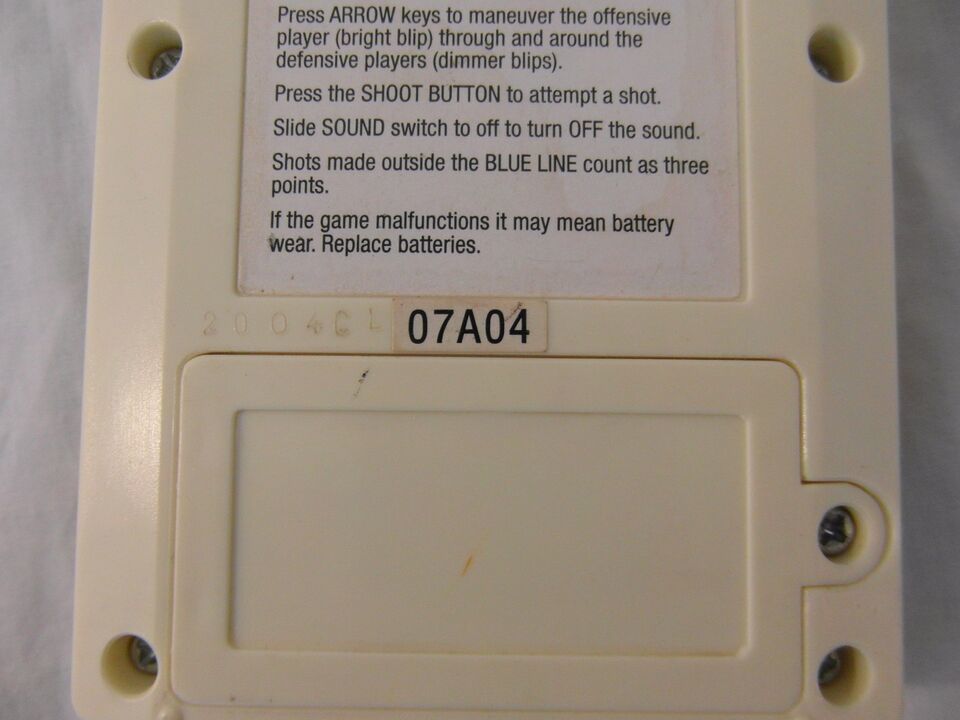 Press ARROW keys to maneuver the offensive
player (bright blip) through and around the
defensive players (dimmer blips).
Press the SHOOT BUTTON to attempt a shot.
Slide SOUND switch to off to turn OFF the sound.
Shots made outside the BLUE LINE count as three
points.
If the game malfunctions it may mean battery
wear. Replace batteries.
2004CL 07A04